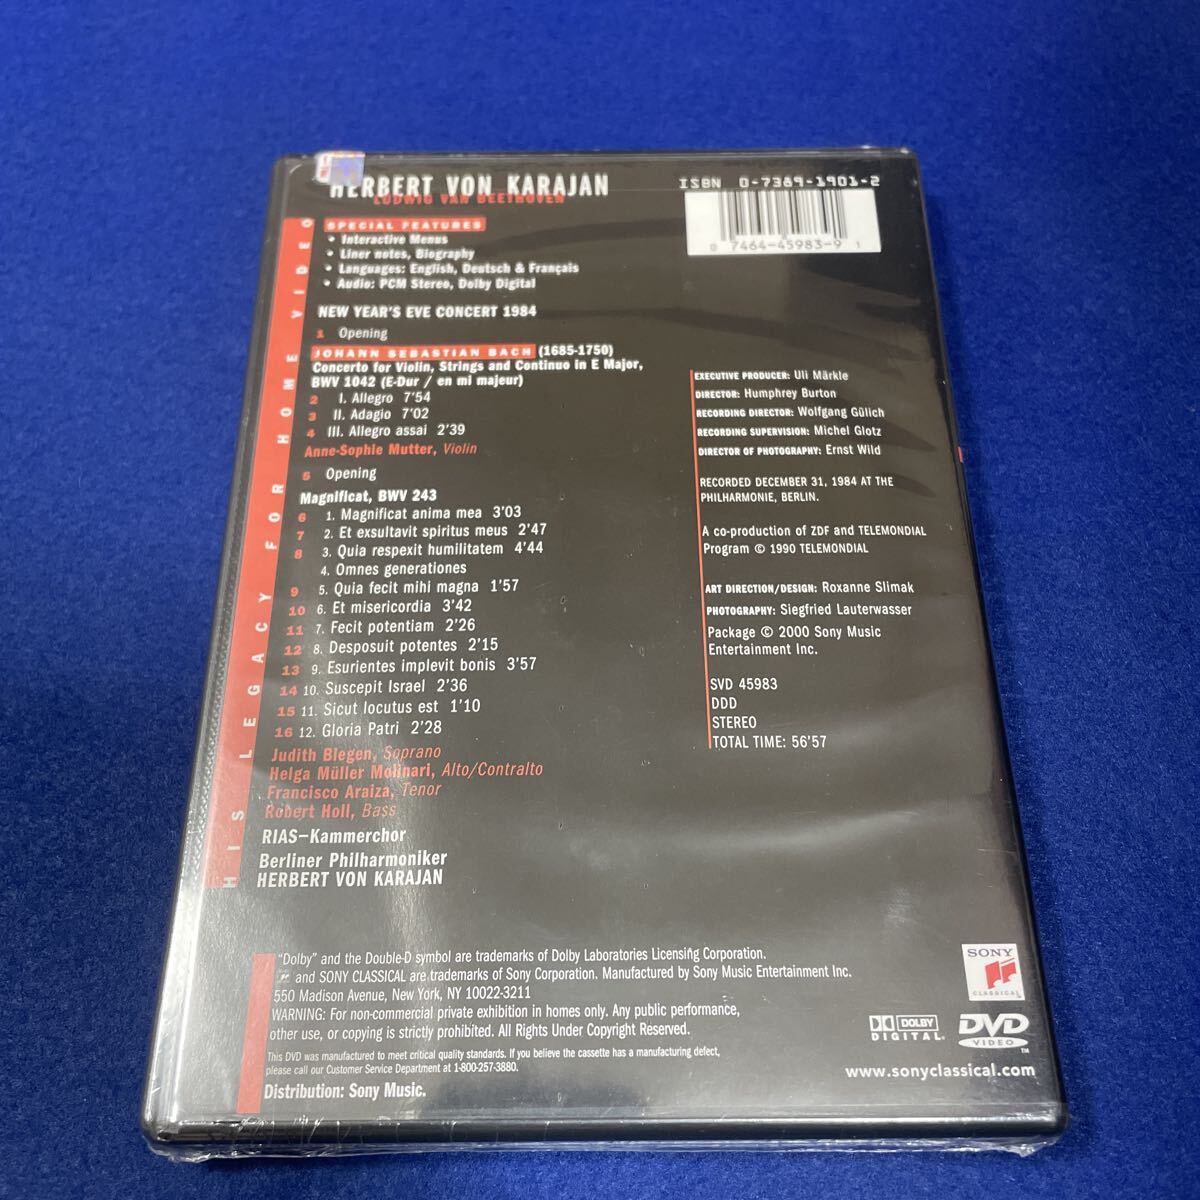 HERBERT VON KARAJAN
LUDWIG VAN BEETHOVEN
SPECIAL FEATURES
• Interactive Menus
• Liner notes, Biography
• Languages: English, Deutsch & Français
• Audio: PCM Stereo, Dolby Digital
NEW YEAR'S EVE CONCERT 1984
1 Opening
JOHANN SEBASTIAN BACH (1685-1750)
Concerto for Violin, Strings and Continuo in E Major,
BWV 1042 (E-Dur / en mi majeur)
2 I. Allegro 7'54
3 II. Adagio 7'02
4 III. Allegro assai 2'39
Anne-Sophie Mutter, Violin
5 Opening
Magnificat, BWV 243
6 1. Magnificat anima mea 3'03
7 2. Et exsultavit spiritus meus 2'47
8 3. Quia respexit humilitatem 4'44
4. Omnes generationes
9 5. Quia fecit mihi magna 1'57
10 6. Et misericordia 3'42
11 7. Fecit potentiam 2'26
12 8. Desposuit potentes 2'15
13 9. Esurientes implevit bonis 3'57
14 10. Suscepit Israel 2'36
15 11. Sicut locutus est 1'10
16 12. Gloria Patri 2'28
Judith Blegen, Soprano
Helga Müller Molinari, Alto/Contralto
Francisco Araiza, Tenor
Robert Holl, Bass
RIAS–Kammerchor
Berliner Philharmoniker
HERBERT VON KARAJAN
HIS LEGACY FOR HOME VIDEO
ISBN 0-7389-1901-2
0 7464-45983-9 1
EXECUTIVE PRODUCER: Uli Märkle
DIRECTOR: Humphrey Burton
RECORDING DIRECTOR: Wolfgang Gülich
RECORDING SUPERVISION: Michel Glotz
DIRECTOR OF PHOTOGRAPHY: Ernst Wild
RECORDED DECEMBER 31, 1984 AT THE
PHILHARMONIE, BERLIN.
A co-production of ZDF and TELEMONDIAL
Program © 1990 TELEMONDIAL
ART DIRECTION/DESIGN: Roxanne Slimak
PHOTOGRAPHY: Siegfried Lauterwasser
Package © 2000 Sony Music
Entertainment Inc.
SVD 45983
DDD
STEREO
TOTAL TIME: 56'57
"Dolby" and the Double-D symbol are trademarks of Dolby Laboratories Licensing Corporation.
and SONY CLASSICAL are trademarks of Sony Corporation. Manufactured by Sony Music Entertainment Inc.
550 Madison Avenue, New York, NY 10022-3211
WARNING: For non-commercial private exhibition in homes only. Any public performance,
other use, or copying is strictly prohibited. All Rights Under Copyright Reserved.
This DVD was manufactured to meet critical quality standards. If you believe the cassette has a manufacturing defect,
please call our Customer Service Department at 1-800-257-3880.
Distribution: Sony Music.
SONY
CLASSICAL
DOLBY
DIGITAL
DVD
VIDEO
TM
www.sonyclassical.com